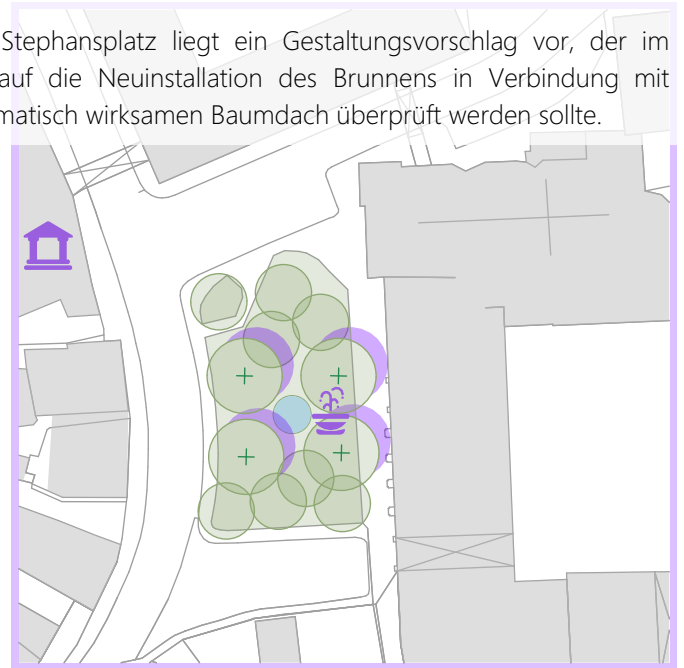 Stephansplatz liegt ein Gestaltungsvorschlag vor, der im
auf die Neuinstallation des Brunnens in Verbindung mit
matisch wirksamen Baumdach überprüft werden sollte.